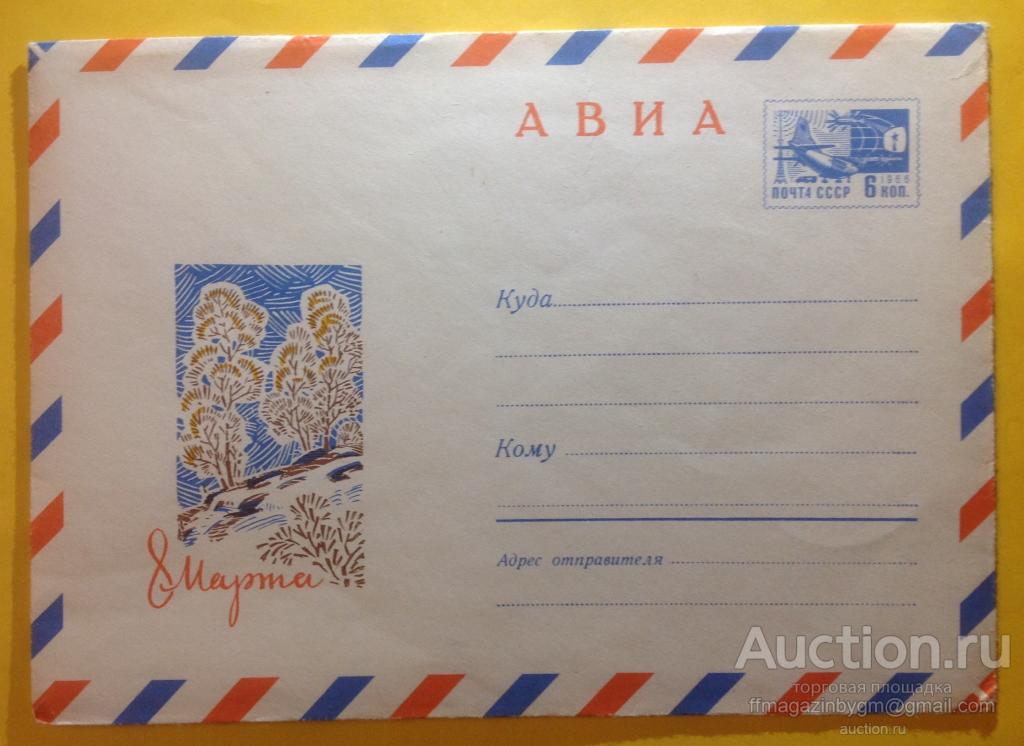 АВИА
1966
ПОЧТА СССР 6 КОП.
Куда
Кому
Адрес отправителя
8 Марта
Auction.ru
торговая площадка
ffmagazinbygm@gmail.com
auction.ru